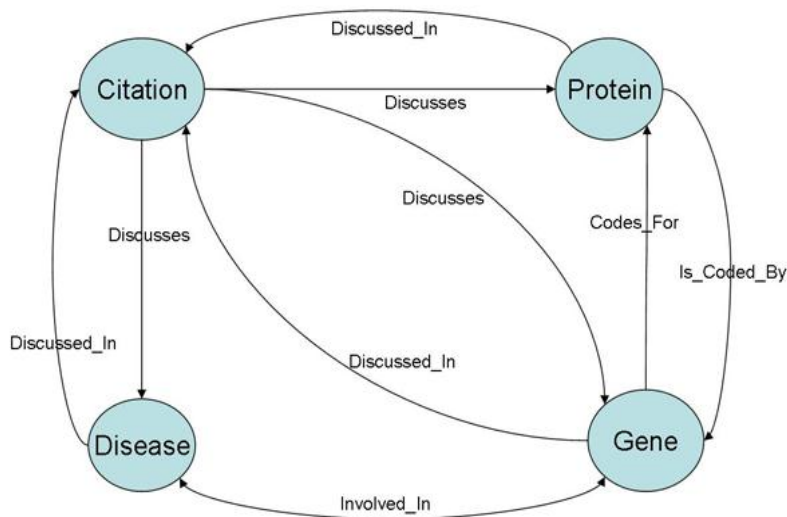 Discussed_In
Citation
Protein
Discusses
Discusses
Codes_For
Discusses
Is_Coded_By
Discussed_In
Discussed_In
Disease
Gene
Involved_In